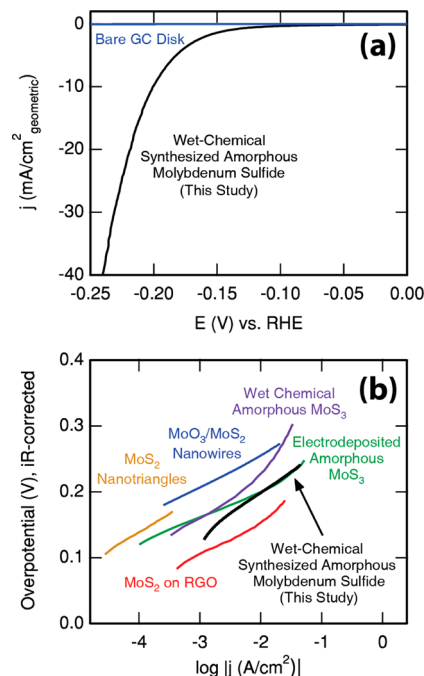 0
Bare GC Disk
(a)
-10
Wet-Chemical
Synthesized Amorphous
Molybdenum Sulfide
(This Study)
-20
-30
-40
j (mA/cm²geometric)
-0.25 -0.20 -0.15 -0.10 -0.05 0.00
E (V) vs. RHE
0.4
(b)
Wet Chemical
Amorphous MoS₃
MoO₃/MoS₂
Nanowires
Electrodeposited
Amorphous
MoS₃
0.3
MoS₂
Nanotriangles
0.2
0.1
Wet-Chemical
Synthesized Amorphous
Molybdenum Sulfide
(This Study)
MoS₂ on RGO
0.0
Overpotential (V), iR-corrected
-4 -3 -2 -1 0
log |j (A/cm²)|